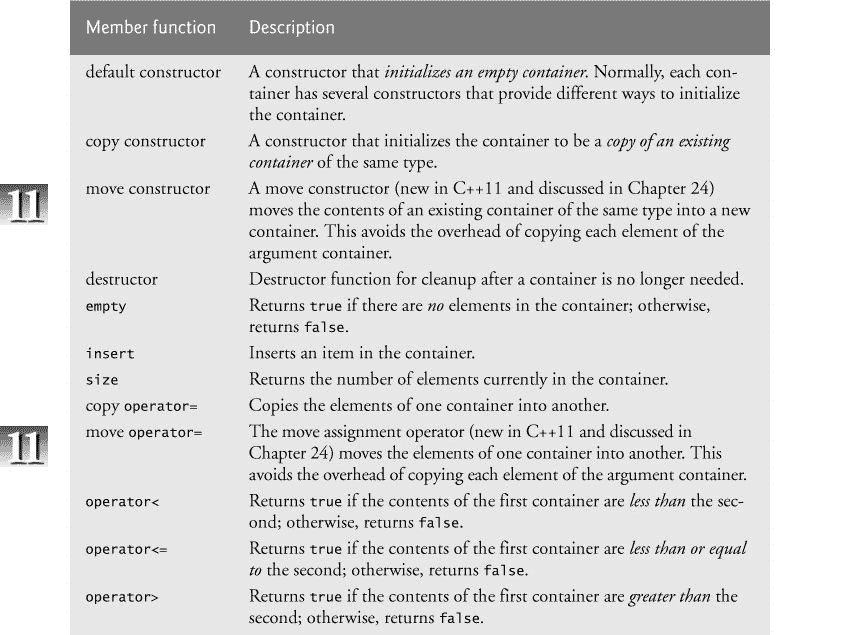 Member function Description
default constructor A constructor that initializes an empty container. Normally, each con-
tainer has several constructors that provide different ways to initialize
the container.
copy constructor A constructor that initializes the container to be a copy of an existing
container of the same type.
11
move constructor A move constructor (new in C++11 and discussed in Chapter 24)
moves the contents of an existing container of the same type into a new
container. This avoids the overhead of copying each element of the
argument container.
destructor Destructor function for cleanup after a container is no longer needed.
empty Returns true if there are no elements in the container; otherwise,
returns false.
insert Inserts an item in the container.
size Returns the number of elements currently in the container.
copy operator= Copies the elements of one container into another.
11
move operator= The move assignment operator (new in C++11 and discussed in
Chapter 24) moves the elements of one container into another. This
avoids the overhead of copying each element of the argument container.
operator< Returns true if the contents of the first container are less than the sec-
ond; otherwise, returns false.
operator<= Returns true if the contents of the first container are less than or equal
to the second; otherwise, returns false.
operator> Returns true if the contents of the first container are greater than the
second; otherwise, returns false.